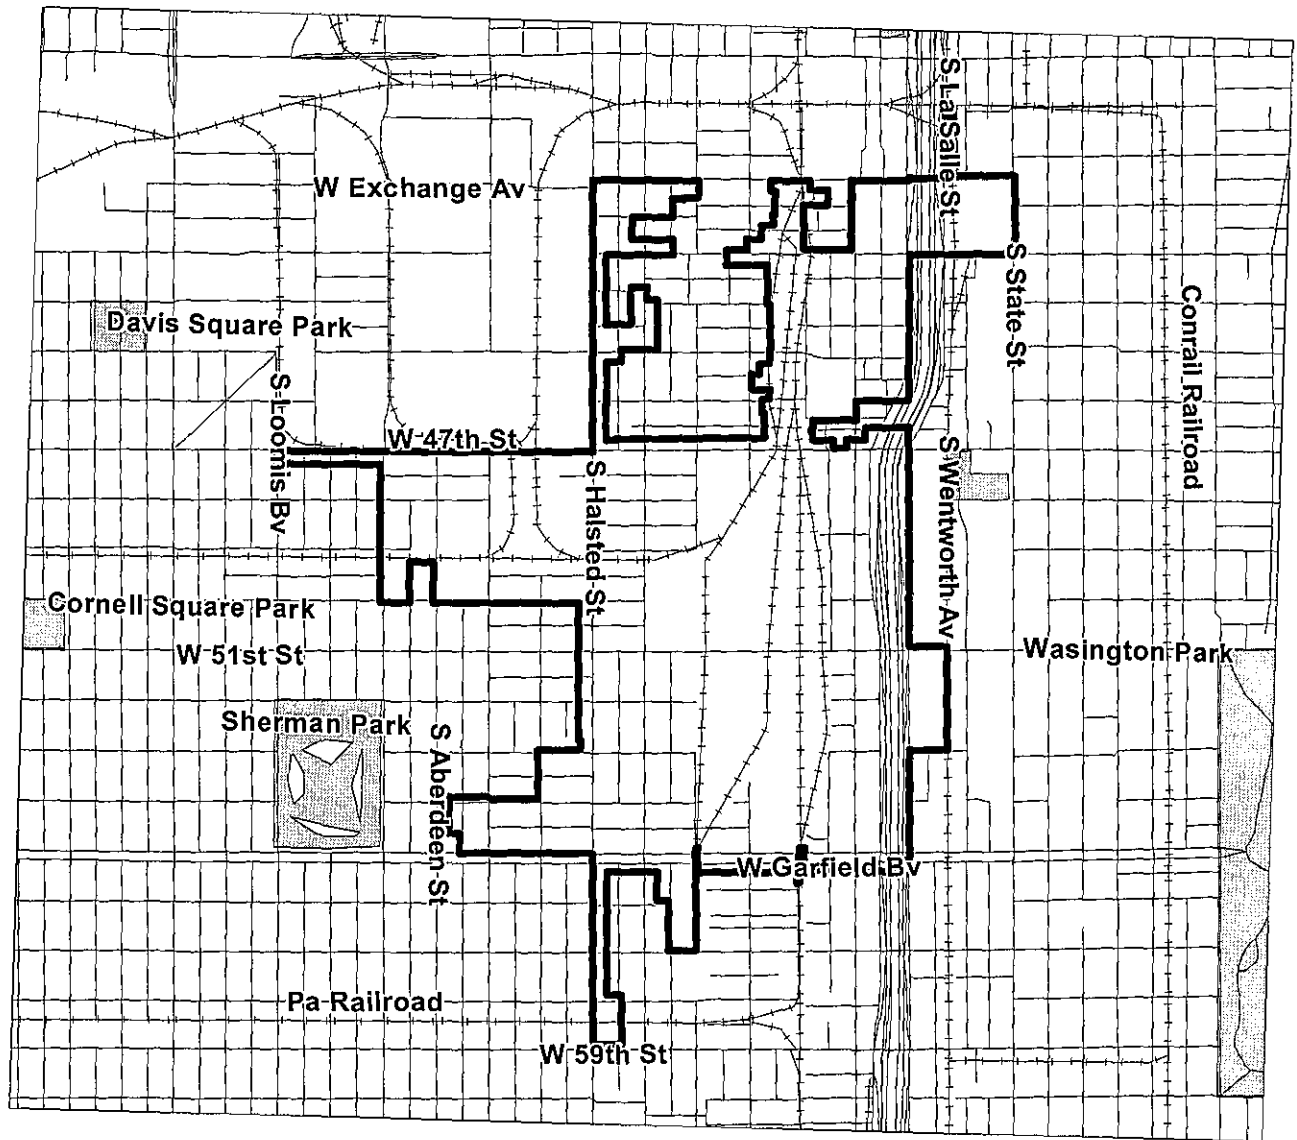 S LaSalle St
W Exchange Av
S State St
Conrail Railroad
Davis Square Park
S Loomis Bv
W 47th St
S Halsted St
S Wentworth Av
Cornell Square Park
W 51st St
Wasington Park
Sherman Park
S Aberdeen St
W Garfield Bv
Pa Railroad
W 59th St